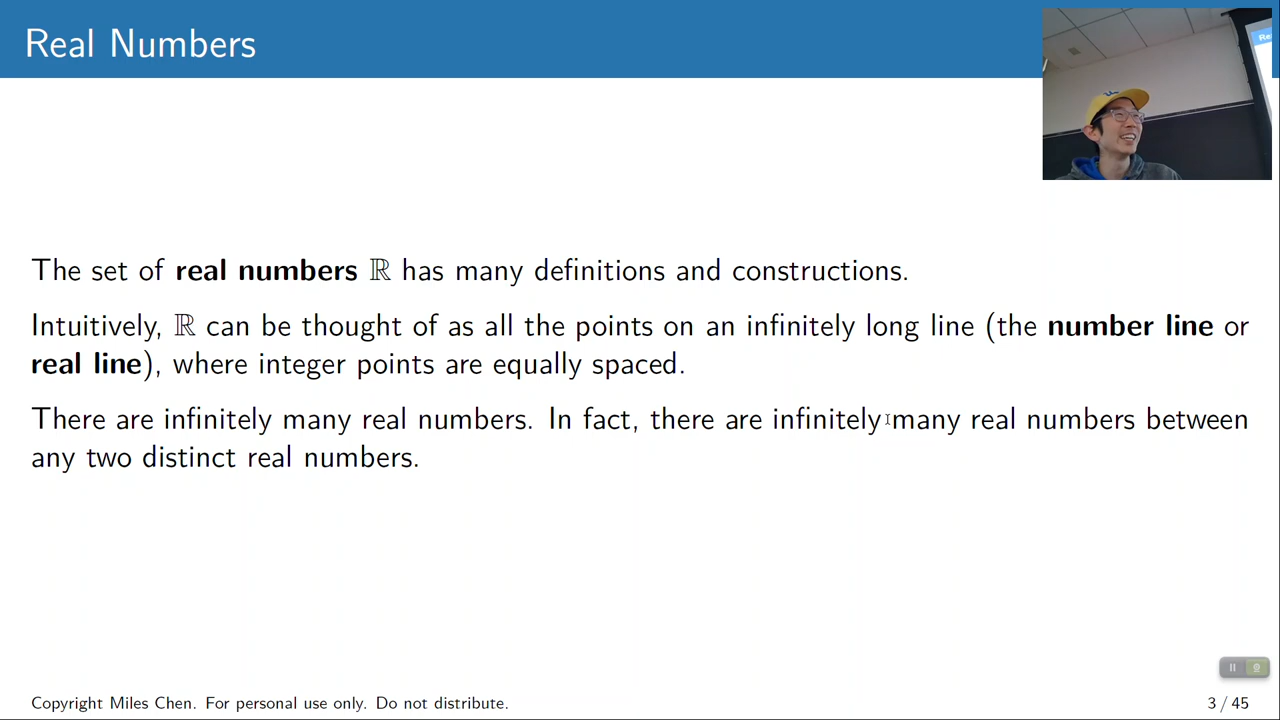 Real Numbers
Re
The set of real numbers ℝ has many definitions and constructions.
Intuitively, ℝ can be thought of as all the points on an infinitely long line (the number line or
real line), where integer points are equally spaced.
There are infinitely many real numbers. In fact, there are infinitely many real numbers between
any two distinct real numbers.
Copyright Miles Chen. For personal use only. Do not distribute.
3 / 45